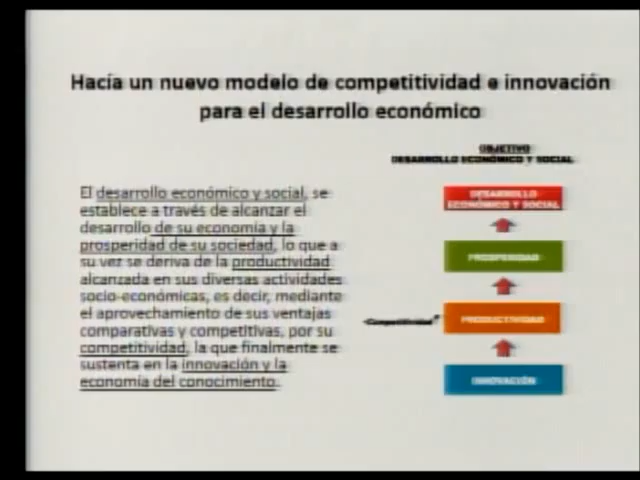 Hacía un nuevo modelo de competitividad e innovación
para el desarrollo económico
OBJETIVO
DESARROLLO ECONÓMICO Y SOCIAL
El desarrollo económico y social, se
establece a través de alcanzar el
desarrollo de su economía y la
prosperidad de su sociedad, lo que a
su vez se deriva de la productividad
alcanzada en sus diversas actividades
socio-económicas, es decir, mediante
el aprovechamiento de sus ventajas
comparativas y competitivas, por su
competitividad, la que finalmente se
sustenta en la innovación y la
economía del conocimiento.
DESARROLLO
ECONÓMICO Y SOCIAL
PROSPERIDAD
"Competitividad"
PRODUCTIVIDAD
INNOVACIÓN